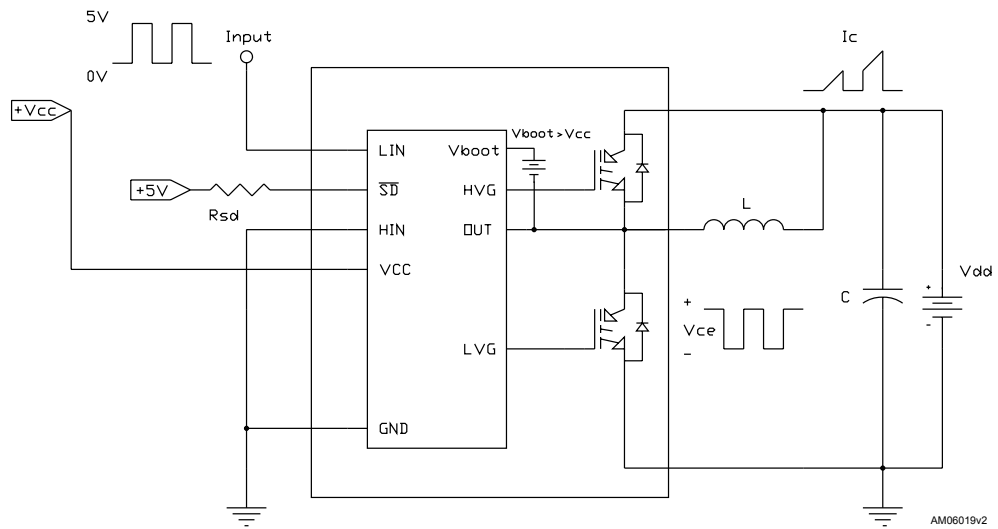 5V
Input
Ic
0V
+Vcc
Vboot>Vcc
LIN
Vboot
+5V
SD
HVG
Rsd
L
HIN
OUT
VCC
Vdd
+
C
+
Vce
-
-
LVG
GND
AM06019v2